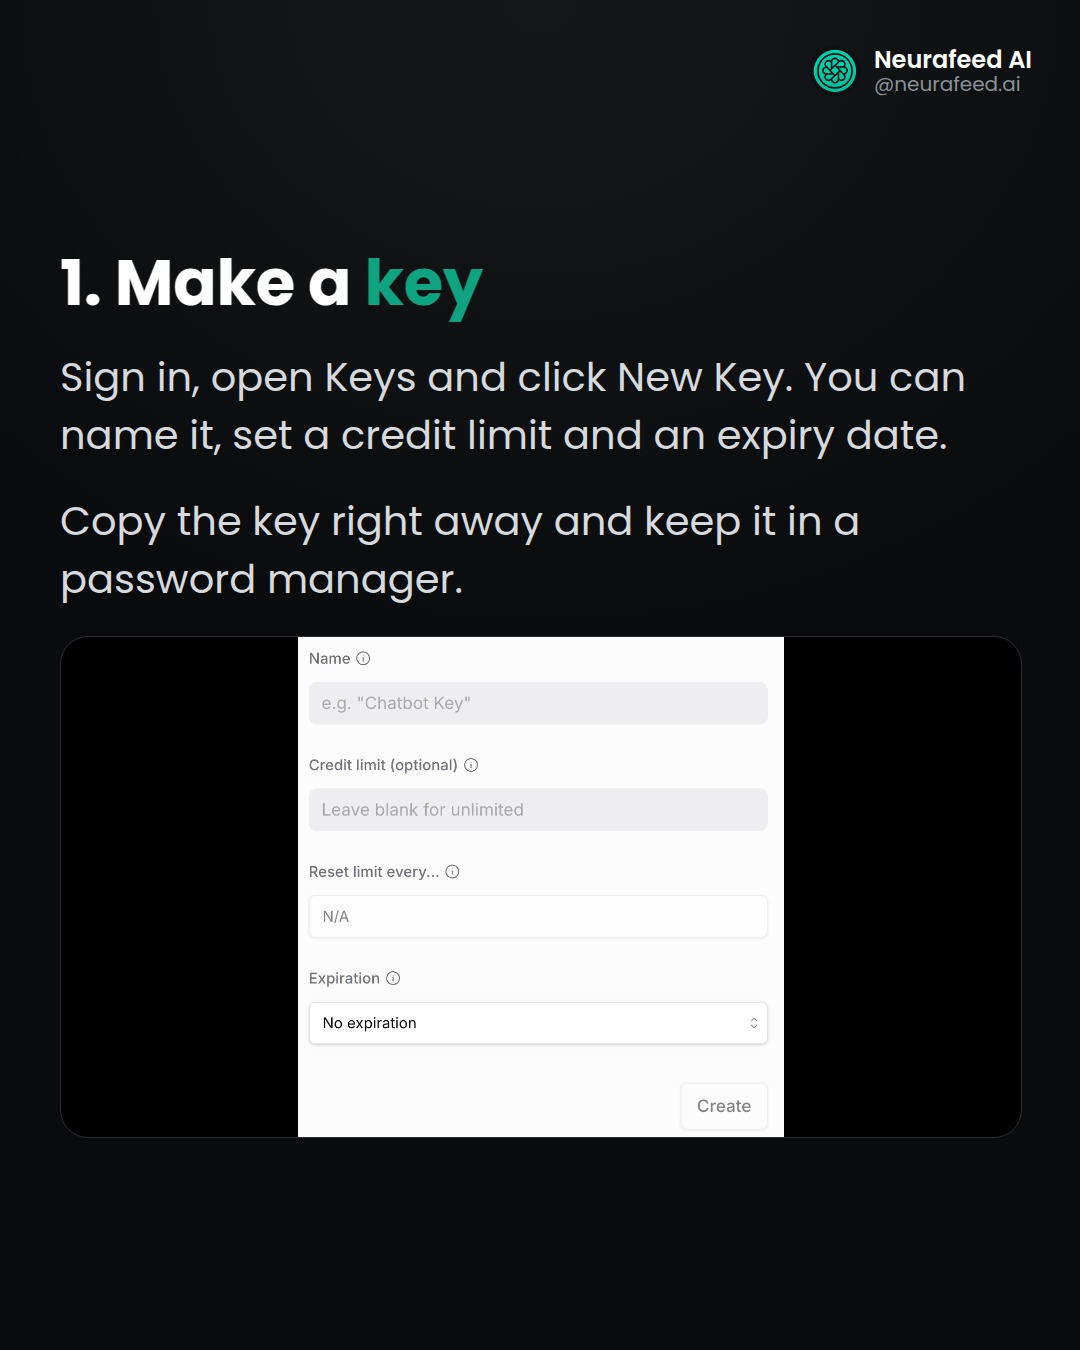 Neurafeed AI
@neurafeed.ai
1. Make a key
Sign in, open Keys and click New Key. You can
name it, set a credit limit and an expiry date.
Copy the key right away and keep it in a
password manager.
Name
e.g. "Chatbot Key"
Credit limit (optional)
Leave blank for unlimited
Reset limit every...
N/A
Expiration
No expiration
Create